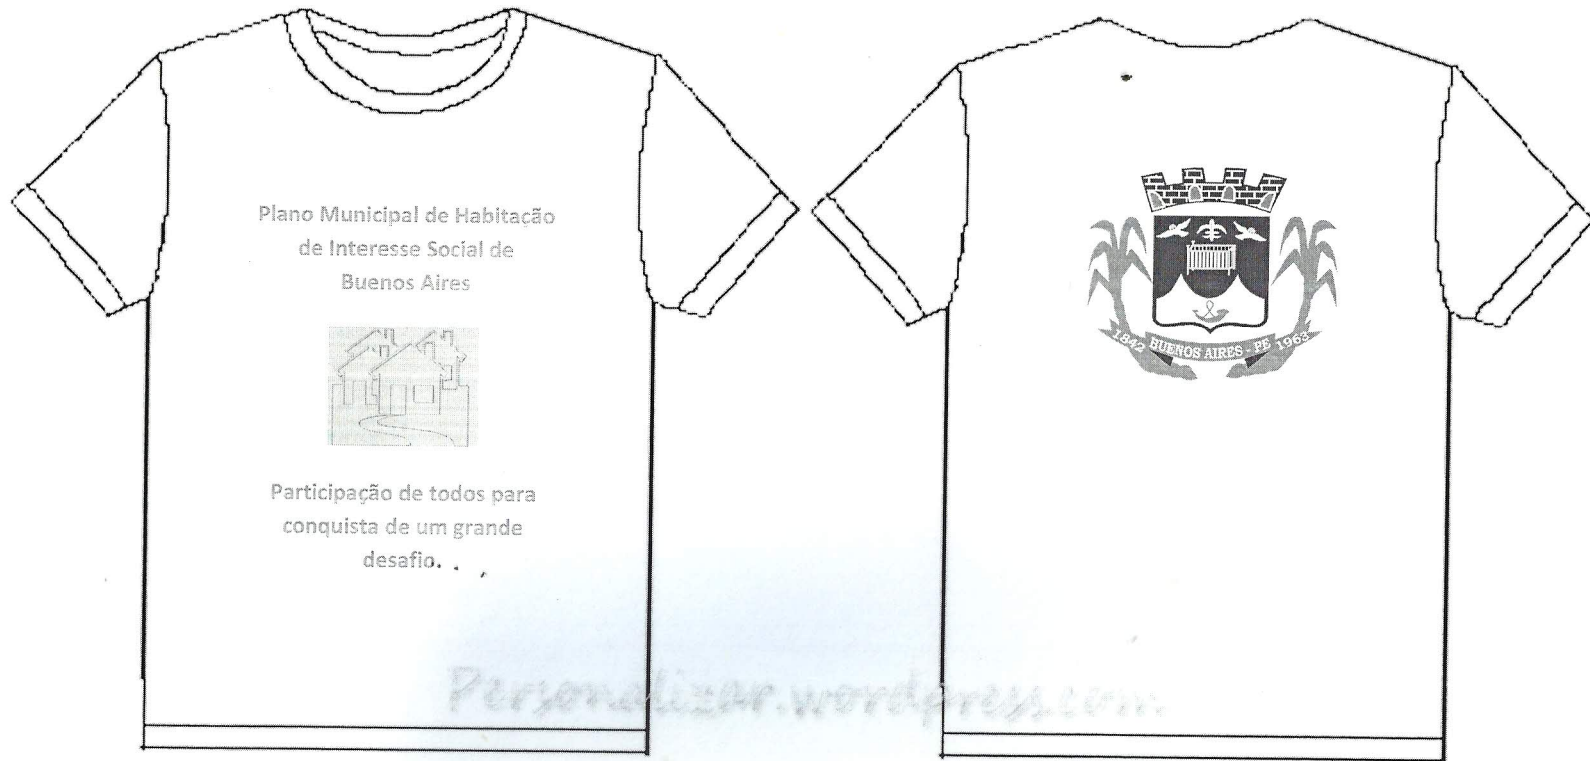 Plano Municipal de Habitação
de Interesse Social de
Buenos Aires
Participação de todos para
conquista de um grande
desafio.
1842 BUENOS AIRES - PE 1963
Personalizar.wordpress.com